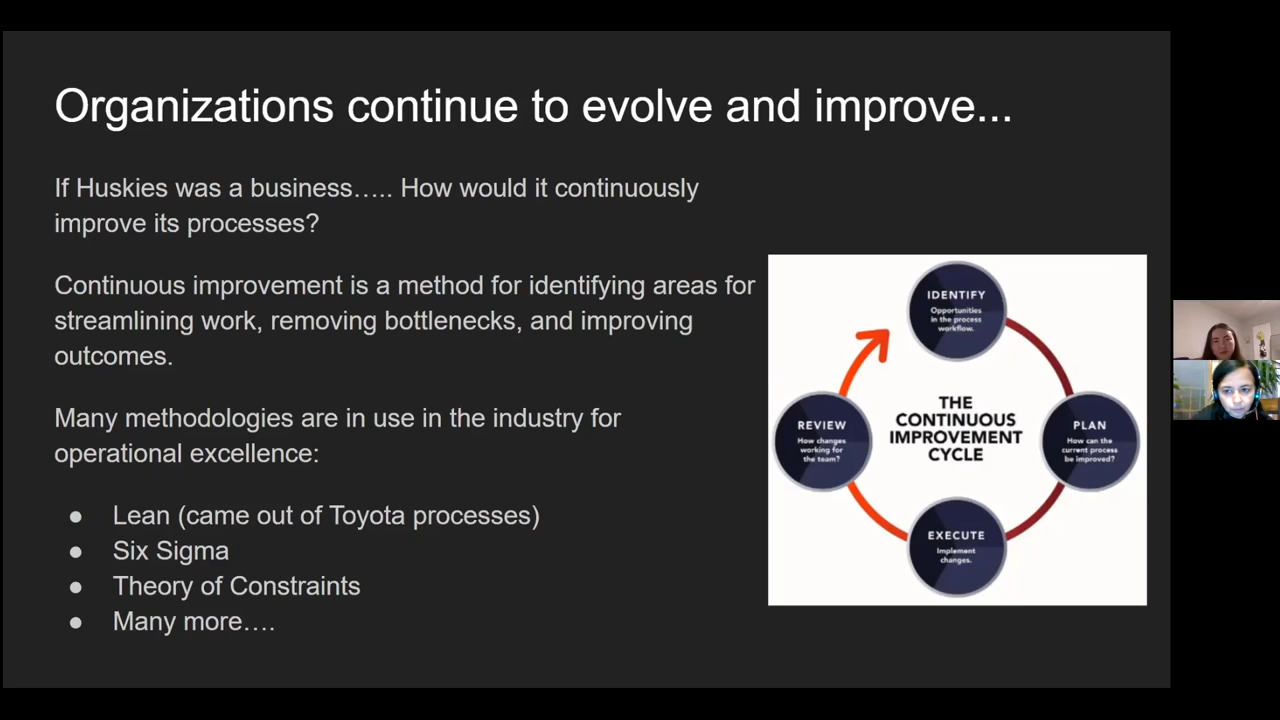 Organizations continue to evolve and improve...
If Huskies was a business….. How would it continuously
improve its processes?
Continuous improvement is a method for identifying areas for
streamlining work, removing bottlenecks, and improving
outcomes.
Many methodologies are in use in the industry for
operational excellence:
● Lean (came out of Toyota processes)
● Six Sigma
● Theory of Constraints
● Many more….
IDENTIFY
Opportunities
in the process
workflow.
THE
CONTINUOUS
IMPROVEMENT
CYCLE
PLAN
How can the
current process
be improved?
EXECUTE
Implement
changes.
REVIEW
How changes
working for
the team?